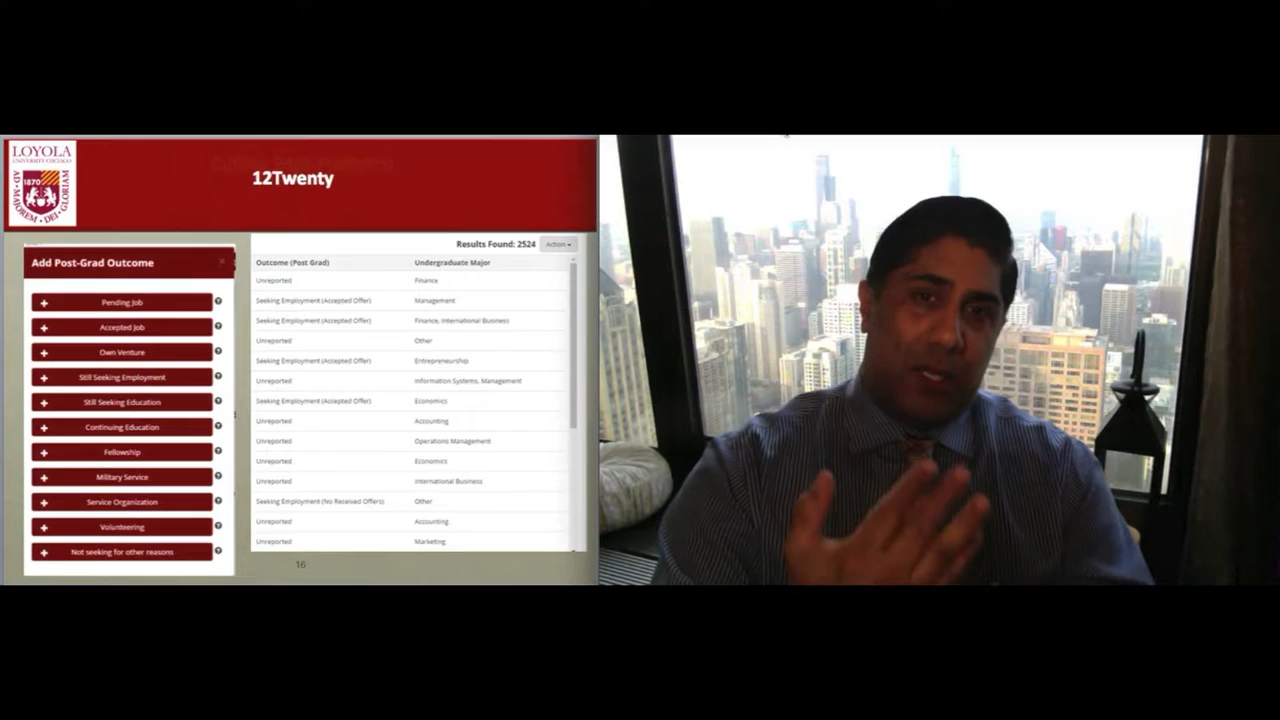 LOYOLA
UNIVERSITY CHICAGO
1870
AD MAJOREM DEI GLORIAM
12Twenty
Add Post-Grad Outcome
Pending Job
Accepted Job
Own Venture
Still Seeking Employment
Still Seeking Education
Continuing Education
Fellowship
Military Service
Service Organization
Volunteering
Not seeking for other reasons
Results Found: 2524 Action
Outcome (Post Grad) Undergraduate Major
Unreported Finance
Seeking Employment (Accepted Offer) Management
Seeking Employment (Accepted Offer) Finance, International Business
Unreported Other
Seeking Employment (Accepted Offer) Entrepreneurship
Unreported Information Systems, Management
Seeking Employment (Accepted Offer) Economics
Unreported Accounting
Unreported Operations Management
Unreported Economics
Unreported International Business
Seeking Employment (No Received Offers) Other
Unreported Accounting
Unreported Marketing
16